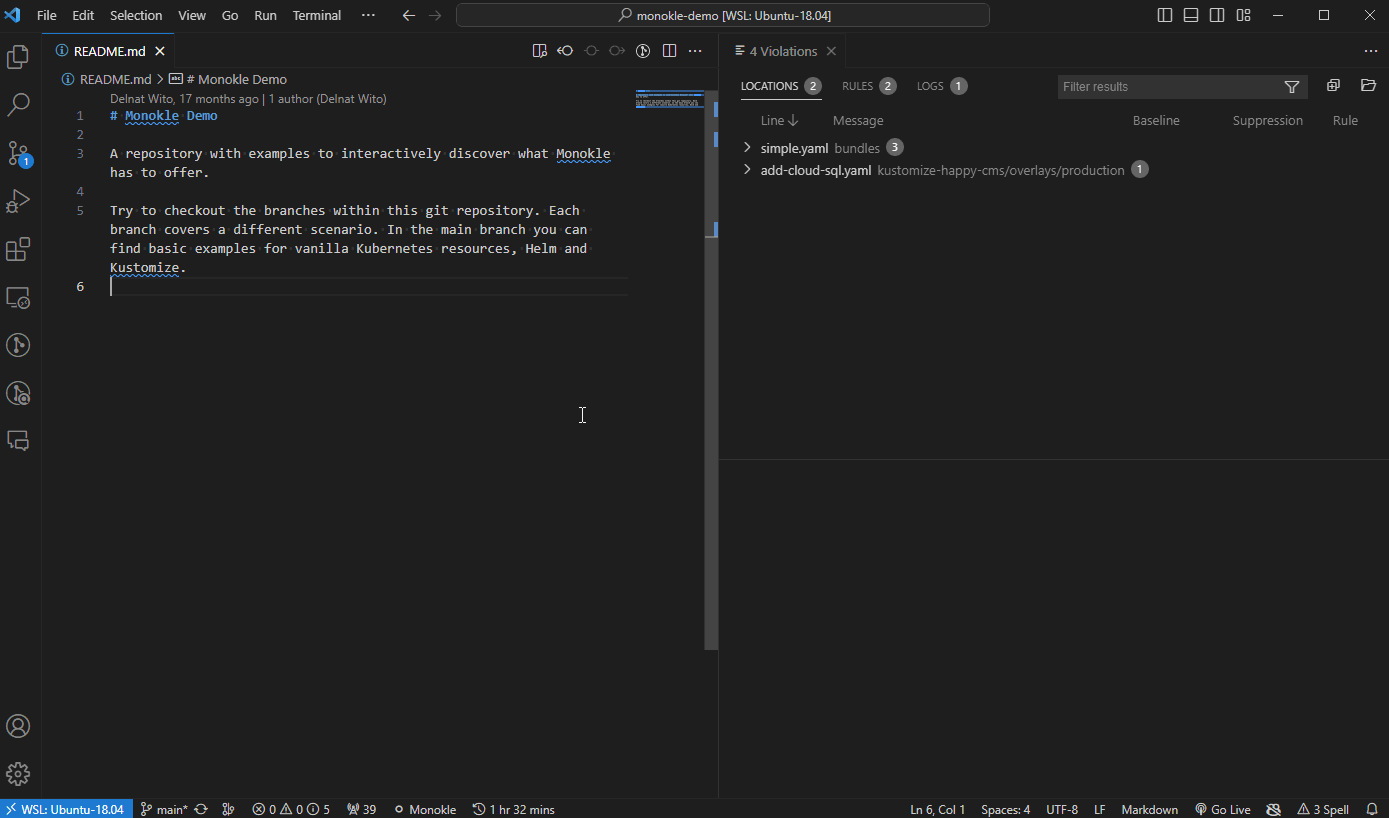 File Edit Selection View Go Run Terminal ··· monokle-demo [WSL: Ubuntu-18.04]
README.md
README.md > # Monokle Demo
Delnat Wito, 17 months ago | 1 author (Delnat Wito)
1 # Monokle Demo
2
3 A repository with examples to interactively discover what Monokle
has to offer.
4
5 Try to checkout the branches within this git repository. Each
branch covers a different scenario. In the main branch you can
find basic examples for vanilla Kubernetes resources, Helm and
Kustomize.
6
4 Violations
LOCATIONS 2 RULES 2 LOGS 1 Filter results
Line Message Baseline Suppression Rule
simple.yaml bundles 3
add-cloud-sql.yaml kustomize-happy-cms/overlays/production 1
1
WSL: Ubuntu-18.04 main* 0 0 5 39 Monokle 1 hr 32 mins Ln 6, Col 1 Spaces: 4 UTF-8 LF Markdown Go Live 3 Spell